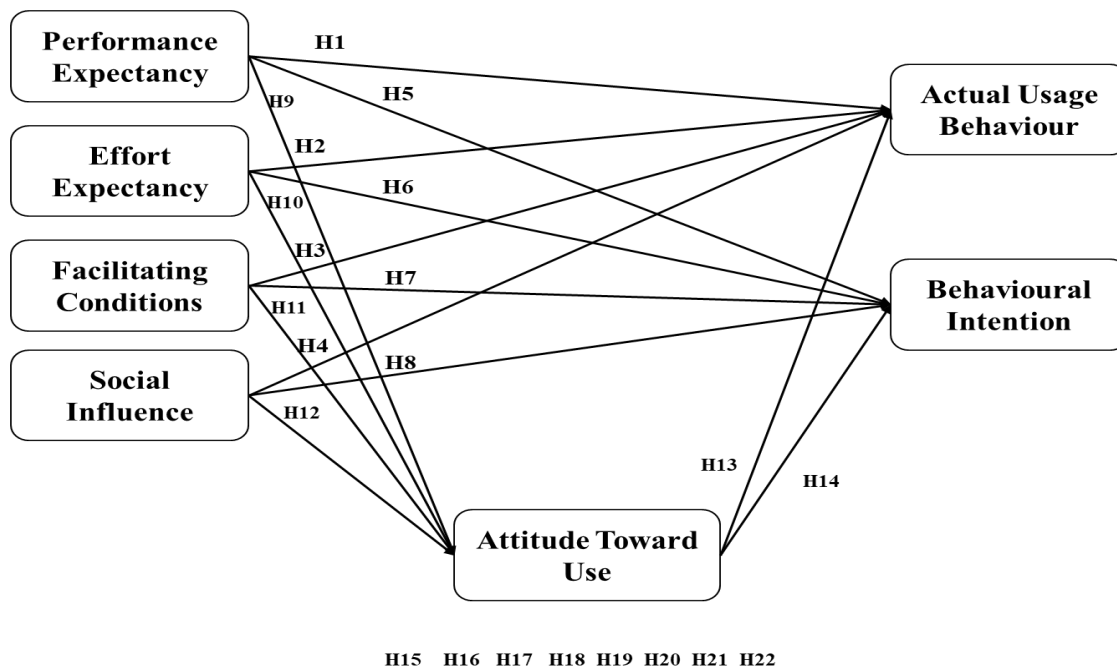 Performance
Expectancy
H1
H5
H9
Actual Usage
Behaviour
Effort
Expectancy
H2
H6
H10
Facilitating
Conditions
H3
H7
H11
Behavioural
Intention
H4
Social
Influence
H8
H12
H13
H14
Attitude Toward
Use
H15 H16 H17 H18 H19 H20 H21 H22